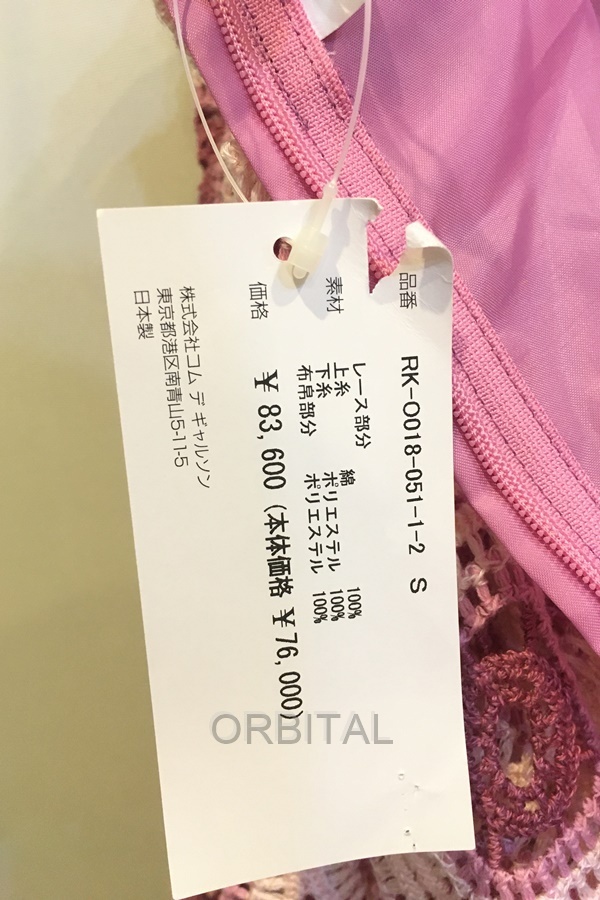 品番 RK-O018-051-1-2 S
素材 レース部分
上糸 綿 100%
下糸 ポリエステル 100%
布帛部分 ポリエステル 100%
価格 ¥ 83,600 (本体価格 ¥76,000)
株式会社コム デ ギャルソン
東京都港区南青山5-11-5
日本製
ORBITAL